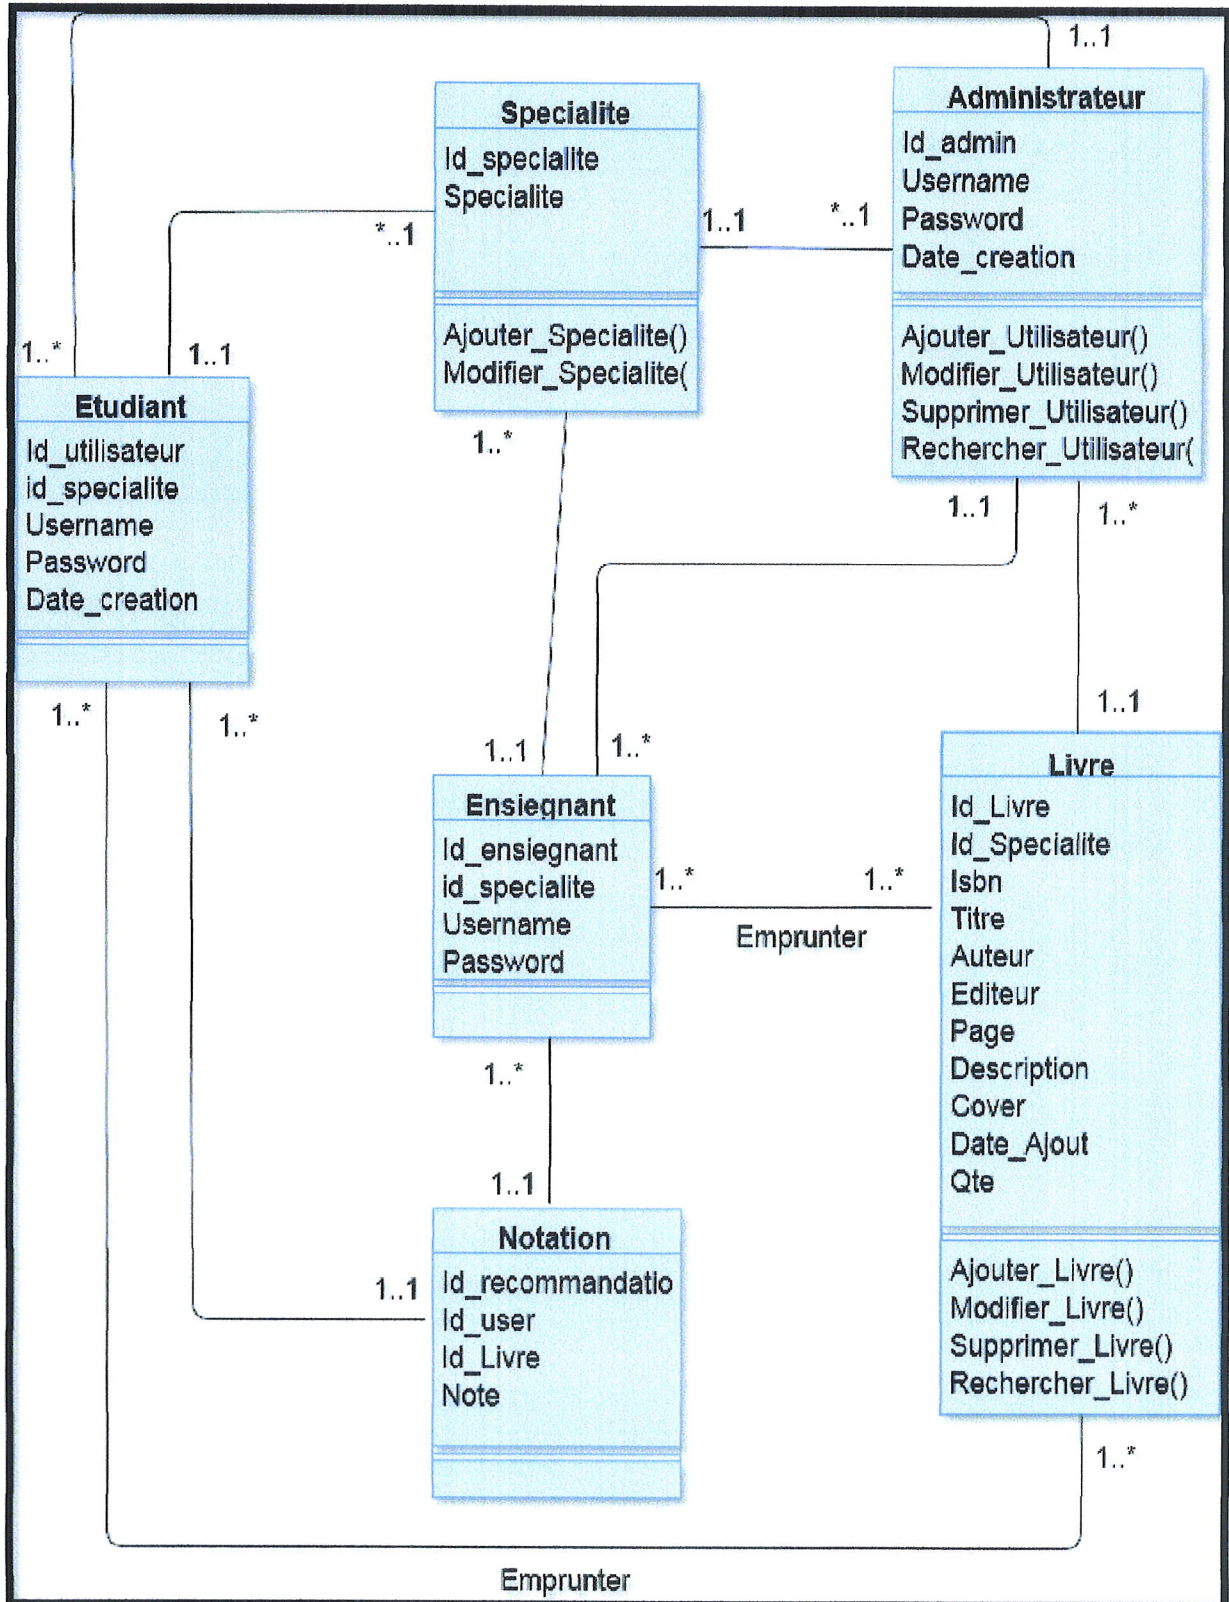 1..1
Specialite
Id_specialite
Specialite
Ajouter_Specialite()
Modifier_Specialite(
Administrateur
Id_admin
Username
Password
Date_creation
Ajouter_Utilisateur()
Modifier_Utilisateur()
Supprimer_Utilisateur()
Rechercher_Utilisateur(
*..1
1..1
*..1
1..*
1..1
Etudiant
Id_utilisateur
id_specialite
Username
Password
Date_creation
1..*
1..1
1..*
1..*
1..*
1..1
1..*
1..1
Ensiegnant
Id_ensiegnant
id_specialite
Username
Password
1..*
1..*
Emprunter
Livre
Id_Livre
Id_Specialite
Isbn
Titre
Auteur
Editeur
Page
Description
Cover
Date_Ajout
Qte
Ajouter_Livre()
Modifier_Livre()
Supprimer_Livre()
Rechercher_Livre()
1..*
1..1
1..1
Notation
Id_recommandatio
Id_user
Id_Livre
Note
1..*
Emprunter